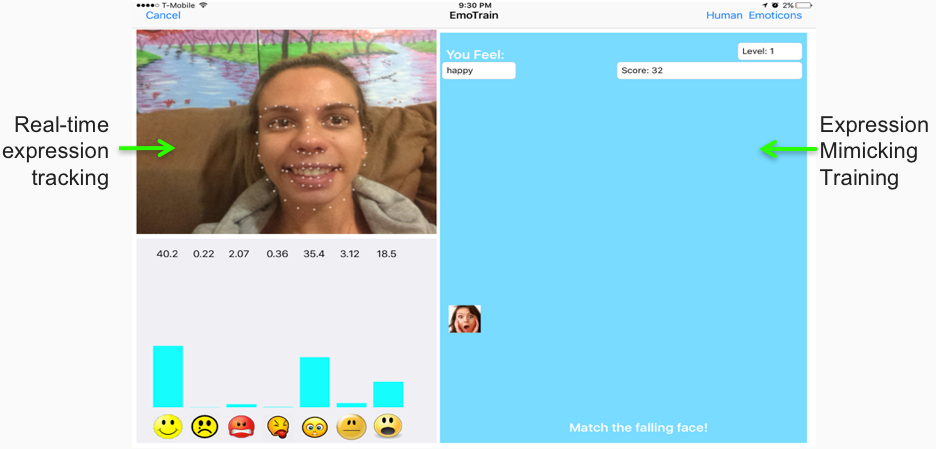 T-Mobile
9:30 PM
2%
Cancel
EmoTrain
Human Emoticons
You Feel:
Level: 1
happy
Score: 32
Real-time
expression
tracking
Expression
Mimicking
Training
40.2 0.22 2.07 0.36 35.4 3.12 18.5
Match the falling face!